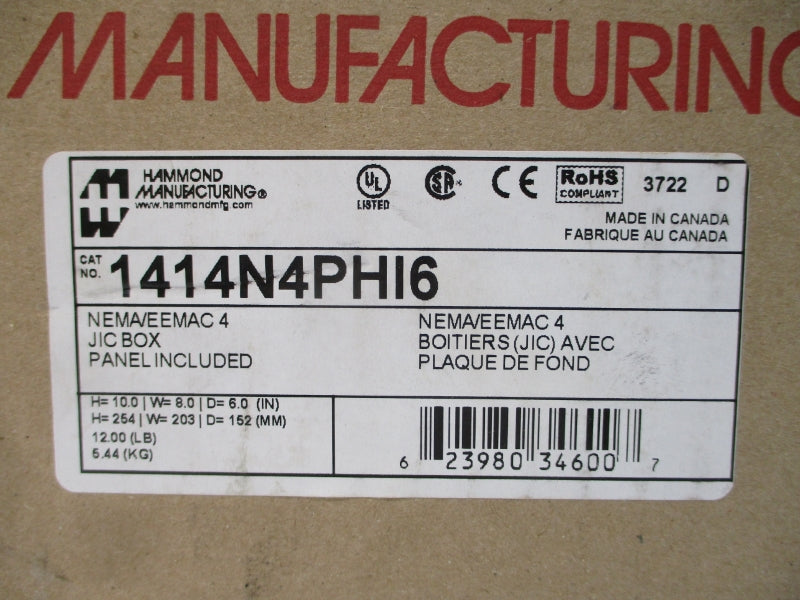 MANUFACTURING
HAMMOND
MANUFACTURING®
www.hammondmfg.com
UL
LISTED
SA
CE
RoHS
COMPLIANT
3722 D
MADE IN CANADA
FABRIQUE AU CANADA
CAT
NO. 1414N4PHI6
NEMA/EEMAC 4
JIC BOX
PANEL INCLUDED
NEMA/EEMAC 4
BOITIERS (JIC) AVEC
PLAQUE DE FOND
H= 10.0 | W= 8.0 | D= 6.0 (IN)
H= 254 | W= 203 | D= 152 (MM)
12.00 (LB)
5.44 (KG)
6 23980 34600 7